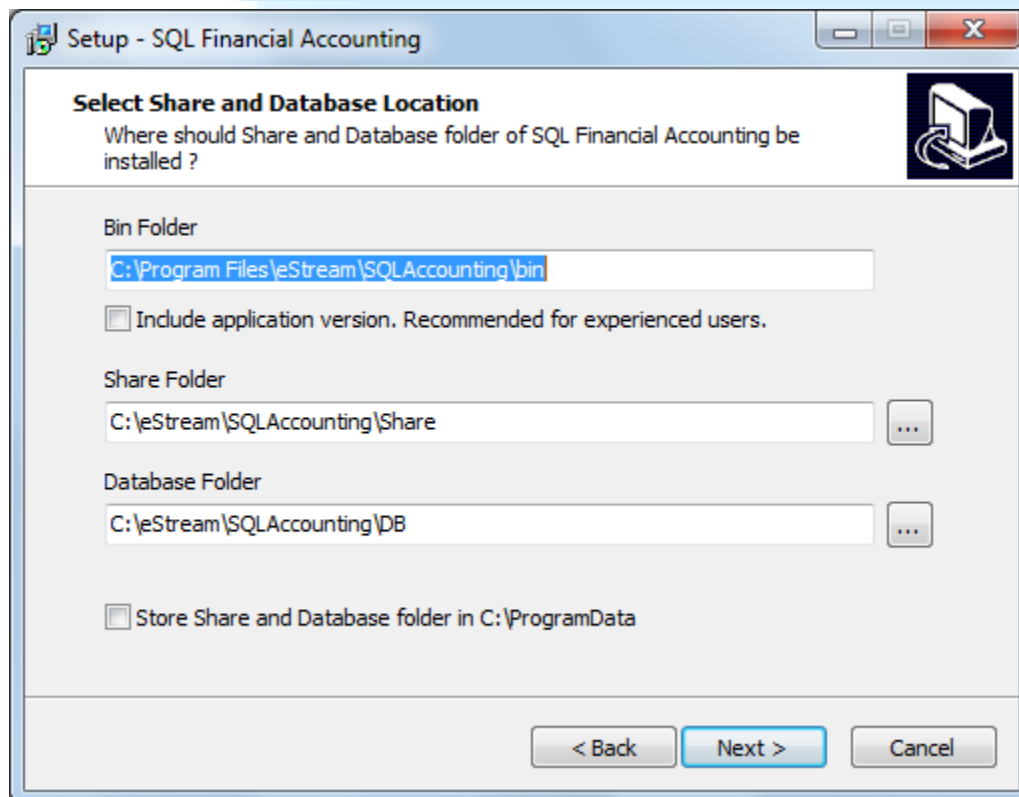 Setup - SQL Financial Accounting
Select Share and Database Location
Where should Share and Database folder of SQL Financial Accounting be
installed ?
Bin Folder
C:\Program Files\eStream\SQLAccounting\bin
Include application version. Recommended for experienced users.
Share Folder
C:\eStream\SQLAccounting\Share
...
Database Folder
C:\eStream\SQLAccounting\DB
...
Store Share and Database folder in C:\ProgramData
< Back
Next >
Cancel